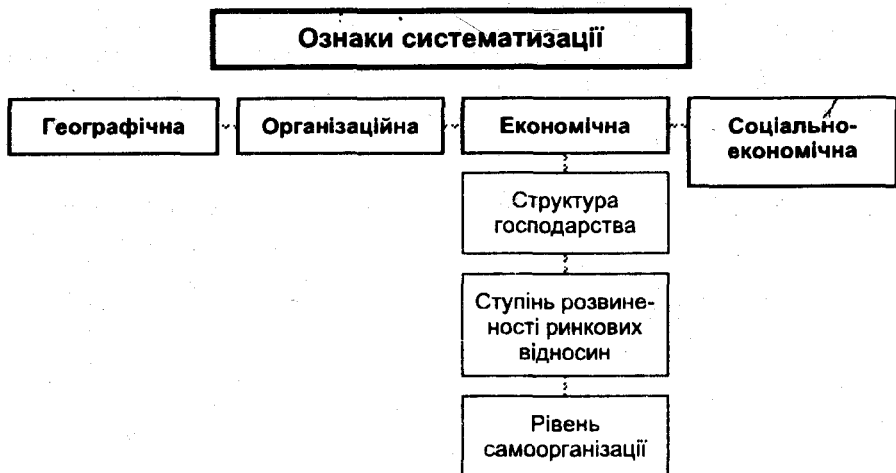 Ознаки систематизації
Географічна
Організаційна
Економічна
Соціально-
економічна
Структура
господарства
Ступінь розвине-
ності ринкових
відносин
Рівень
самоорганізації